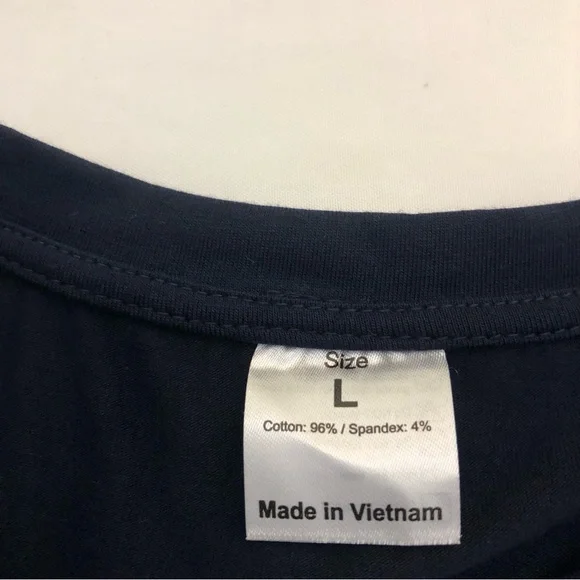 Size
L
Cotton: 96% / Spandex: 4%
Made in Vietnam